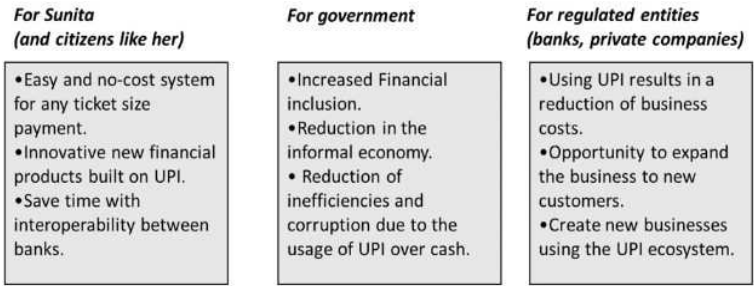 For Sunita
(and citizens like her)
•Easy and no-cost system
for any ticket size
payment.
•Innovative new financial
products built on UPI.
•Save time with
interoperability between
banks.
For government
•Increased Financial
inclusion.
•Reduction in the
informal economy.
• Reduction of
inefficiencies and
corruption due to the
usage of UPI over cash.
For regulated entities
(banks, private companies)
•Using UPI results in a
reduction of business
costs.
•Opportunity to expand
the business to new
customers.
•Create new businesses
using the UPI ecosystem.